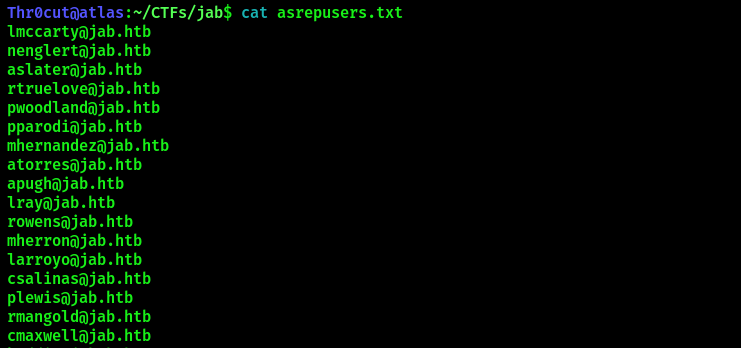 Thr0cut@atlas:~/CTFs/jab$ cat asrepusers.txt
lmccarty@jab.htb
nenglert@jab.htb
aslater@jab.htb
rtruelove@jab.htb
pwoodland@jab.htb
pparodi@jab.htb
mhernandez@jab.htb
atorres@jab.htb
apugh@jab.htb
lray@jab.htb
rowens@jab.htb
mherron@jab.htb
larroyo@jab.htb
csalinas@jab.htb
plewis@jab.htb
rmangold@jab.htb
cmaxwell@jab.htb